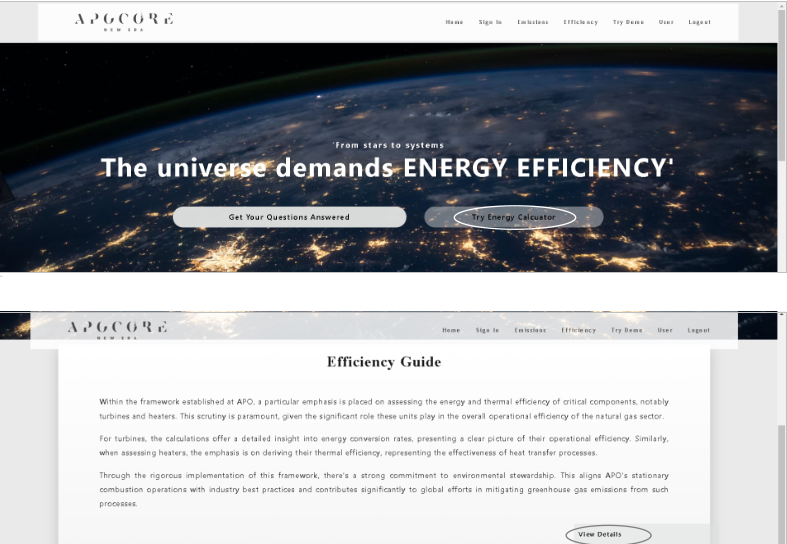 APGCORE
NEW ERA
Home Sign In Emissions Efficiency Try Demo User Logout
'From stars to systems
The universe demands ENERGY EFFICIENCY'
Get Your Questions Answered
Try Energy Calcuator
APGCORE
NEW ERA
Home Sign In Emissions Efficiency Try Demo User Logout
Efficiency Guide
Within the framework established at APO, a particular emphasis is placed on assessing the energy and thermal efficiency of critical components, notably
turbines and heaters. This scrutiny is paramount, given the significant role these units play in the overall operational efficiency of the natural gas sector.
For turbines, the calculations offer a detailed insight into energy conversion rates, presenting a clear picture of their operational efficiency. Similarly,
when assessing heaters, the emphasis is on deriving their thermal efficiency, representing the effectiveness of heat transfer processes.
Through the rigorous implementation of this framework, there's a strong commitment to environmental stewardship. This aligns APO's stationary
combustion operations with industry best practices and contributes significantly to global efforts in mitigating greenhouse gas emissions from such
processes.
View Details